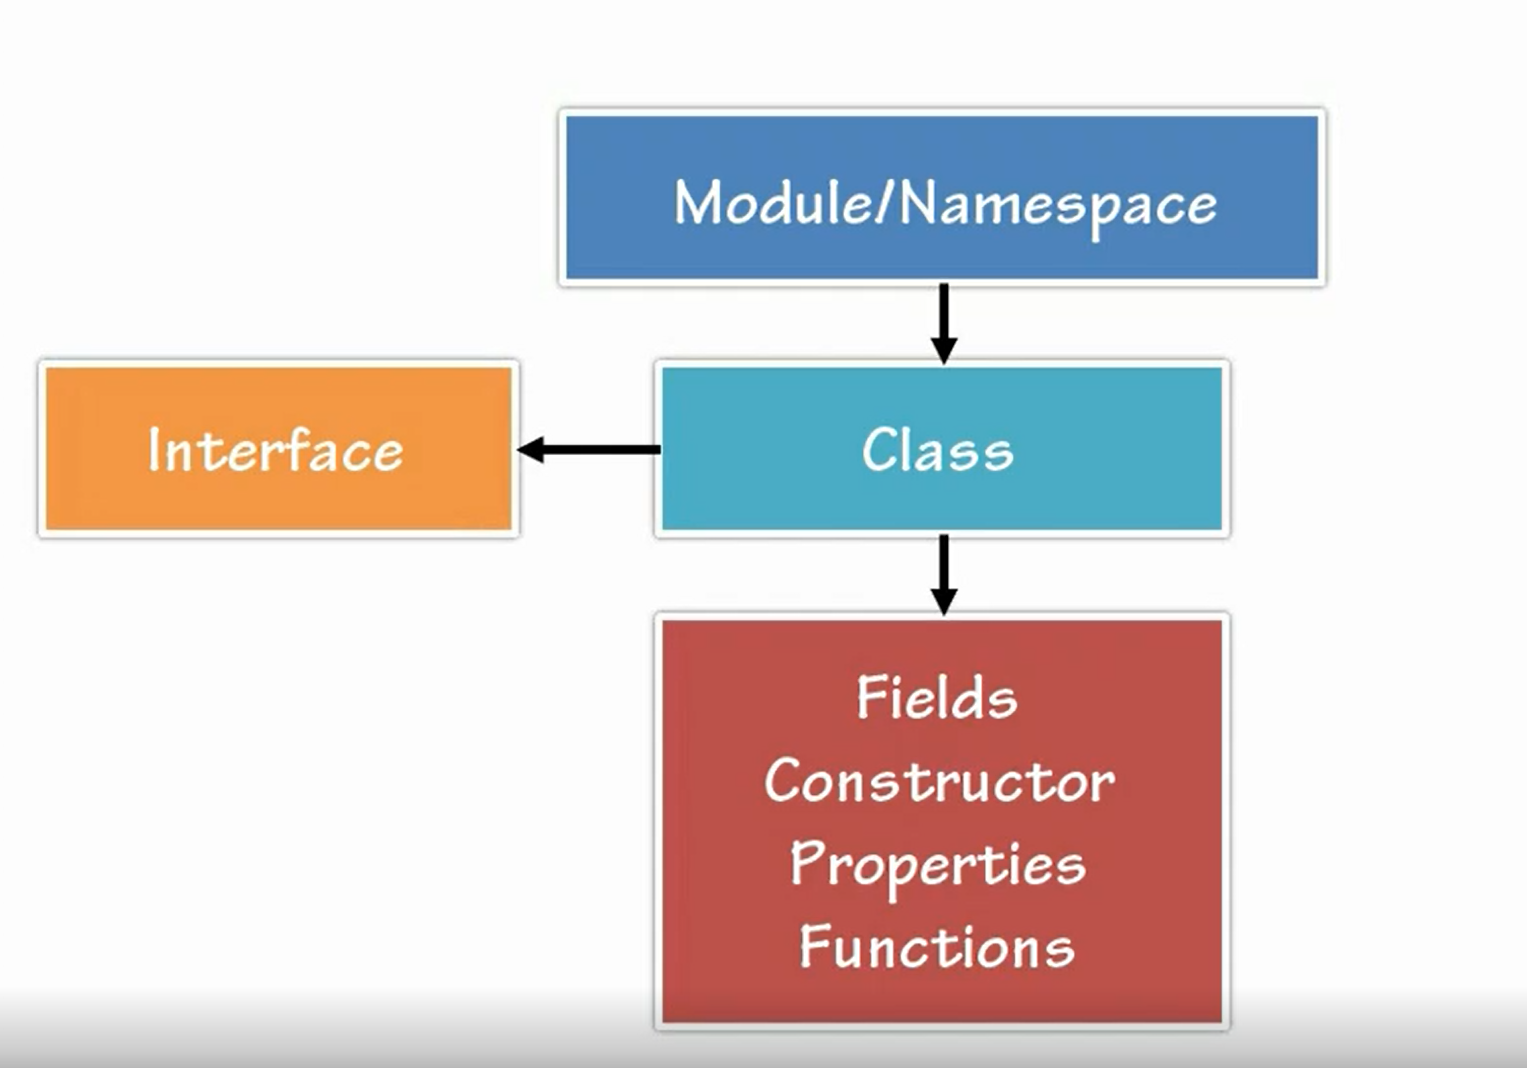 Module/Namespace
Interface
Class
Fields
Constructor
Properties
Functions